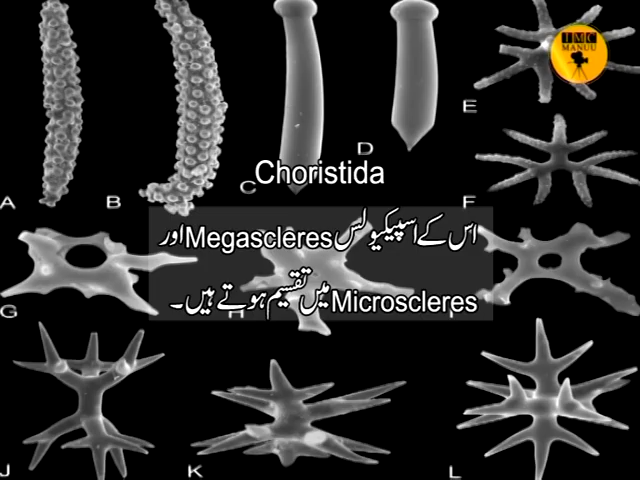 IMC
MANUU
E
D
A
B
C
Choristida
F
اس کے اسپیکیولس Megascleres اور
Microscleres میں تقسیم ہوتے ہیں۔
G
H
I
J
K
L